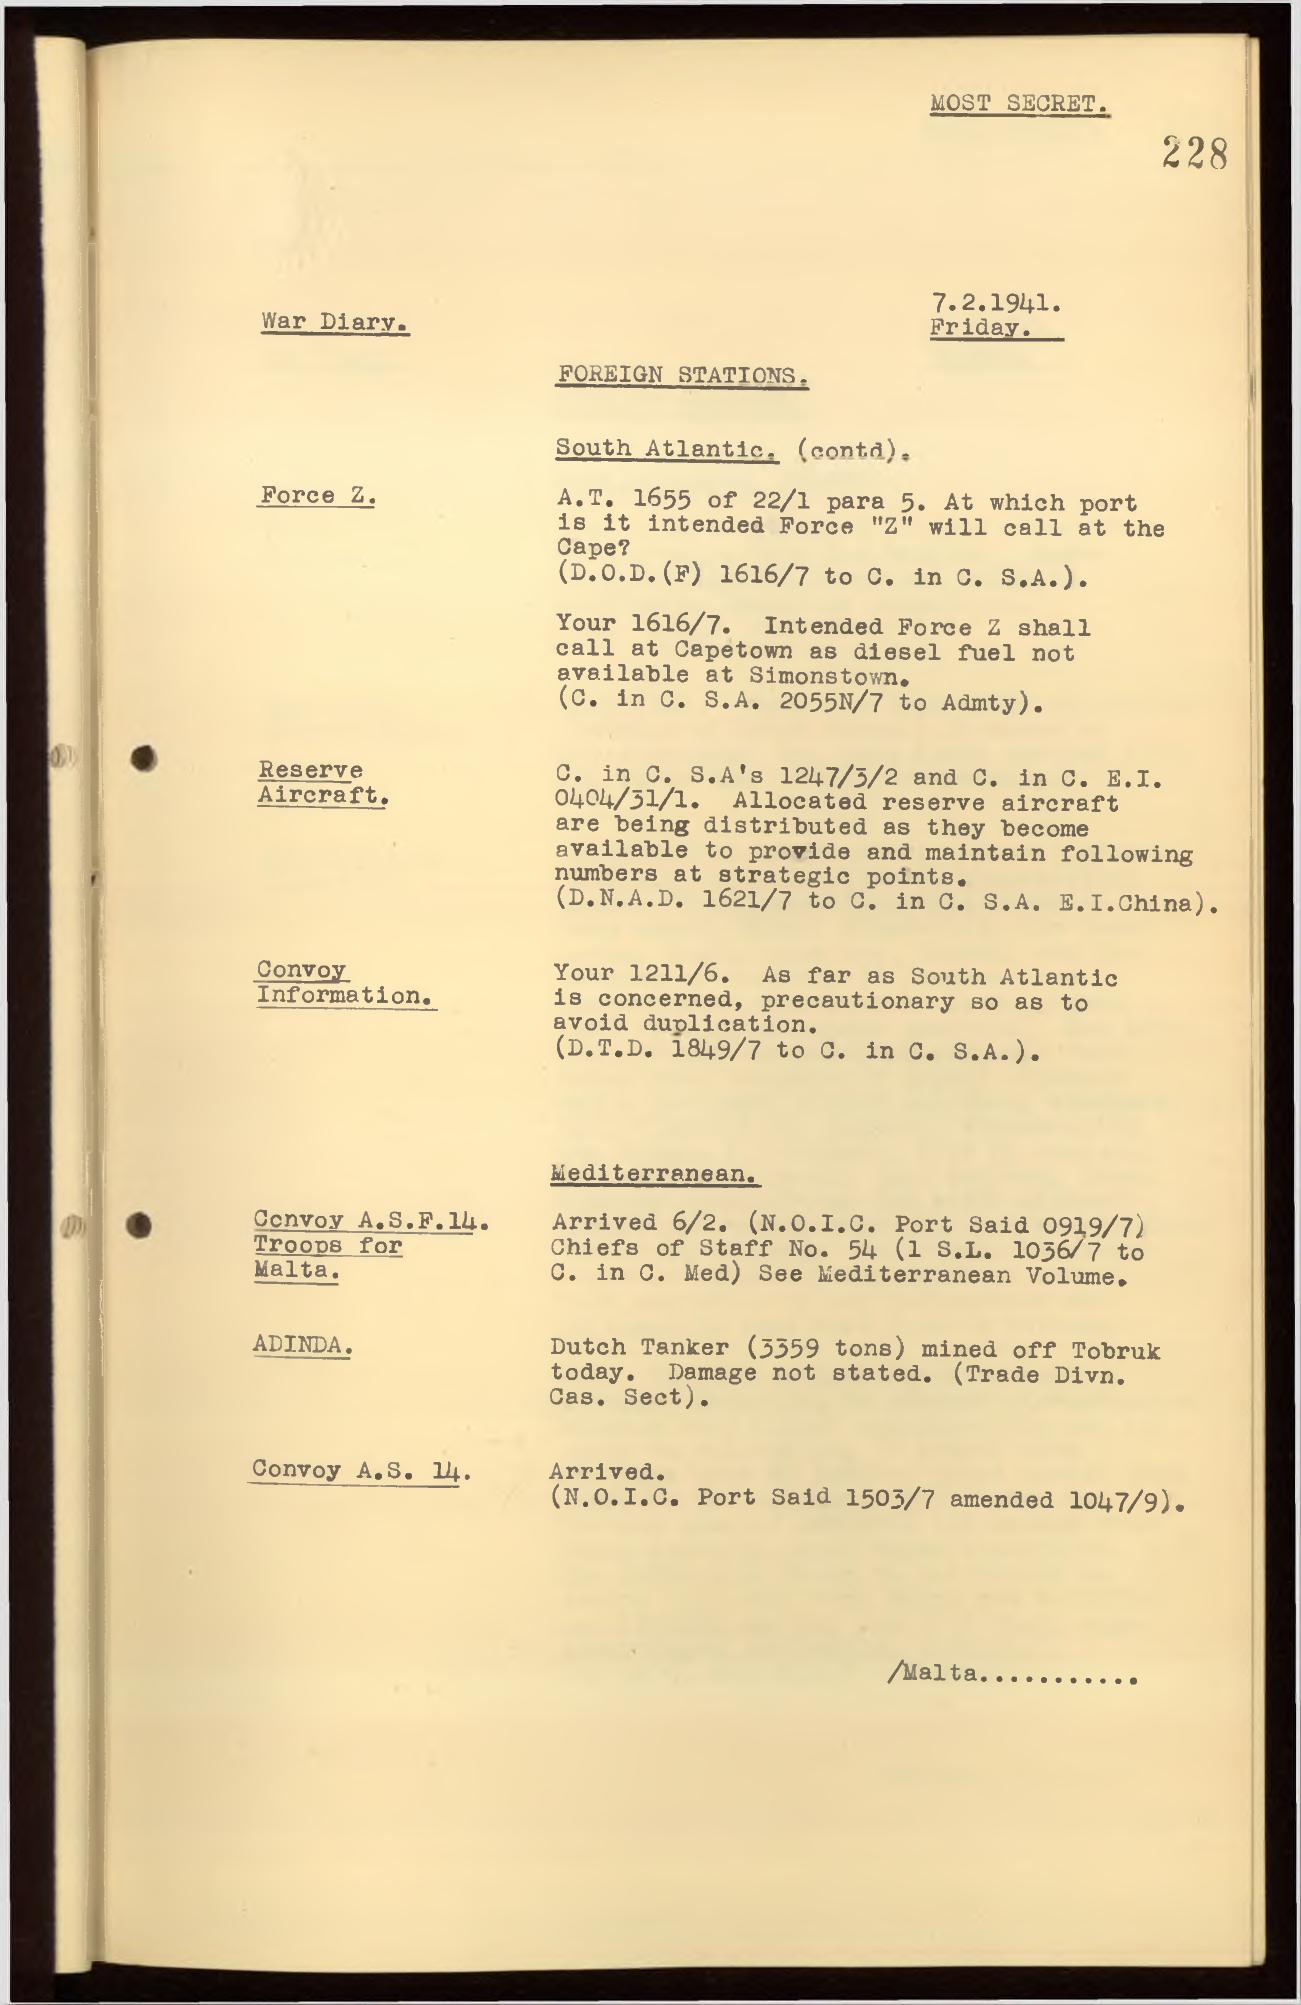 MOST SECRET.
228
7.2.1941.
War Diary.
Friday.
FOREIGN STATIONS.
South Atlantic. (contd).
Force Z.
A.T. 1655 of 22/1 para 5. At which port
is it intended Force "Z" will call at the
Cape?
(D.O.D.(F) 1616/7 to C. in C. S.A.).
Your 1616/7. Intended Force Z shall
call at Capetown as diesel fuel not
available at Simonstown.
(C. in C. S.A. 2055N/7 to Admty).
Reserve
Aircraft.
C. in C. S.A's 1247/3/2 and C. in C. E.I.
0404/31/1. Allocated reserve aircraft
are being distributed as they become
available to provide and maintain following
numbers at strategic points.
(D.N.A.D. 1621/7 to C. in C. S.A. E.I.China).
Convoy
Information.
Your 1211/6. As far as South Atlantic
is concerned, precautionary so as to
avoid duplication.
(D.T.D. 1849/7 to C. in C. S.A.).
Mediterranean.
Convoy A.S.F.14.
Troops for
Malta.
Arrived 6/2. (N.O.I.C. Port Said 0919/7)
Chiefs of Staff No. 54 (1 S.L. 1036/7 to
C. in C. Med) See Mediterranean Volume.
ADINDA.
Dutch Tanker (3359 tons) mined off Tobruk
today. Damage not stated. (Trade Divn.
Cas. Sect).
Convoy A.S. 14.
Arrived.
(N.O.I.C. Port Said 1503/7 amended 1047/9).
/Malta...........